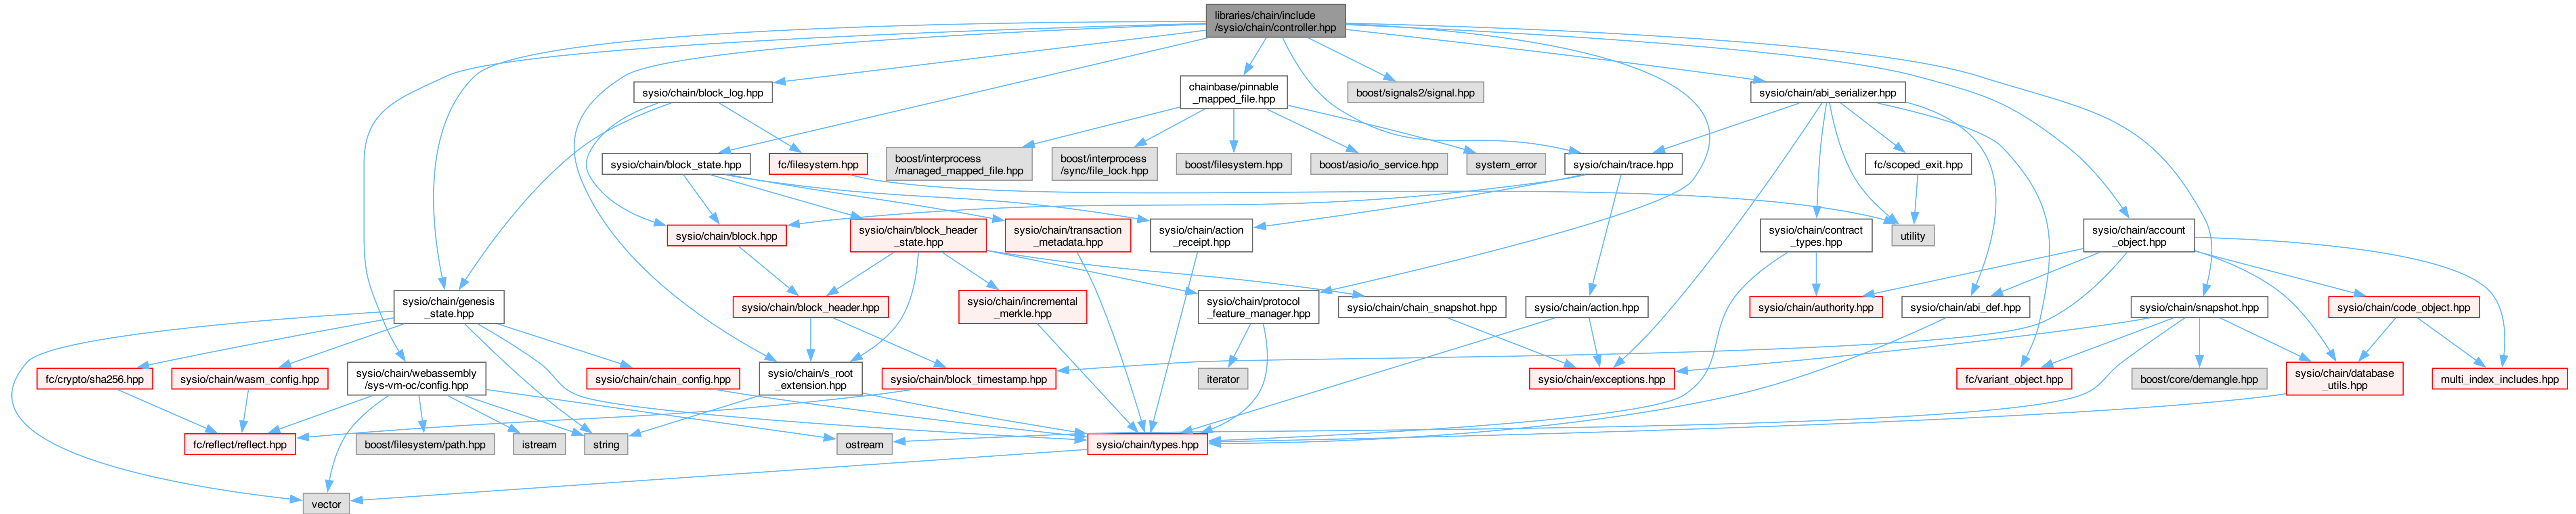 libraries/chain/include
/sysio/chain/controller.hpp
sysio/chain/block_log.hpp
chainbase/pinnable
_mapped_file.hpp
boost/signals2/signal.hpp
sysio/chain/abi_serializer.hpp
sysio/chain/block_state.hpp
fc/filesystem.hpp
boost/interprocess
/managed_mapped_file.hpp
boost/interprocess
/sync/file_lock.hpp
boost/filesystem.hpp
boost/asio/io_service.hpp
system_error
sysio/chain/trace.hpp
fc/scoped_exit.hpp
sysio/chain/block.hpp
sysio/chain/block_header
_state.hpp
sysio/chain/transaction
_metadata.hpp
sysio/chain/action
_receipt.hpp
sysio/chain/contract
_types.hpp
utility
sysio/chain/account
_object.hpp
sysio/chain/genesis
_state.hpp
sysio/chain/block_header.hpp
sysio/chain/incremental
_merkle.hpp
sysio/chain/protocol
_feature_manager.hpp
sysio/chain/chain_snapshot.hpp
sysio/chain/action.hpp
sysio/chain/authority.hpp
sysio/chain/abi_def.hpp
sysio/chain/snapshot.hpp
sysio/chain/code_object.hpp
fc/crypto/sha256.hpp
sysio/chain/wasm_config.hpp
sysio/chain/webassembly
/sys-vm-oc/config.hpp
sysio/chain/chain_config.hpp
sysio/chain/s_root
_extension.hpp
sysio/chain/block_timestamp.hpp
iterator
sysio/chain/exceptions.hpp
fc/variant_object.hpp
boost/core/demangle.hpp
sysio/chain/database
_utils.hpp
multi_index_includes.hpp
fc/reflect/reflect.hpp
boost/filesystem/path.hpp
istream
string
ostream
sysio/chain/types.hpp
vector